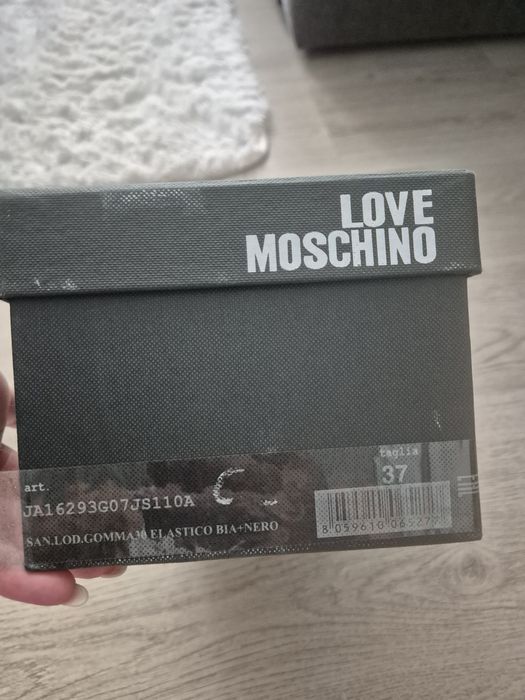 LOVE
MOSCHINO
taglia
37
art.
JA16293G07JS110A
SAN.LOD.GOMMA30 ELASTICO BIA+NERO